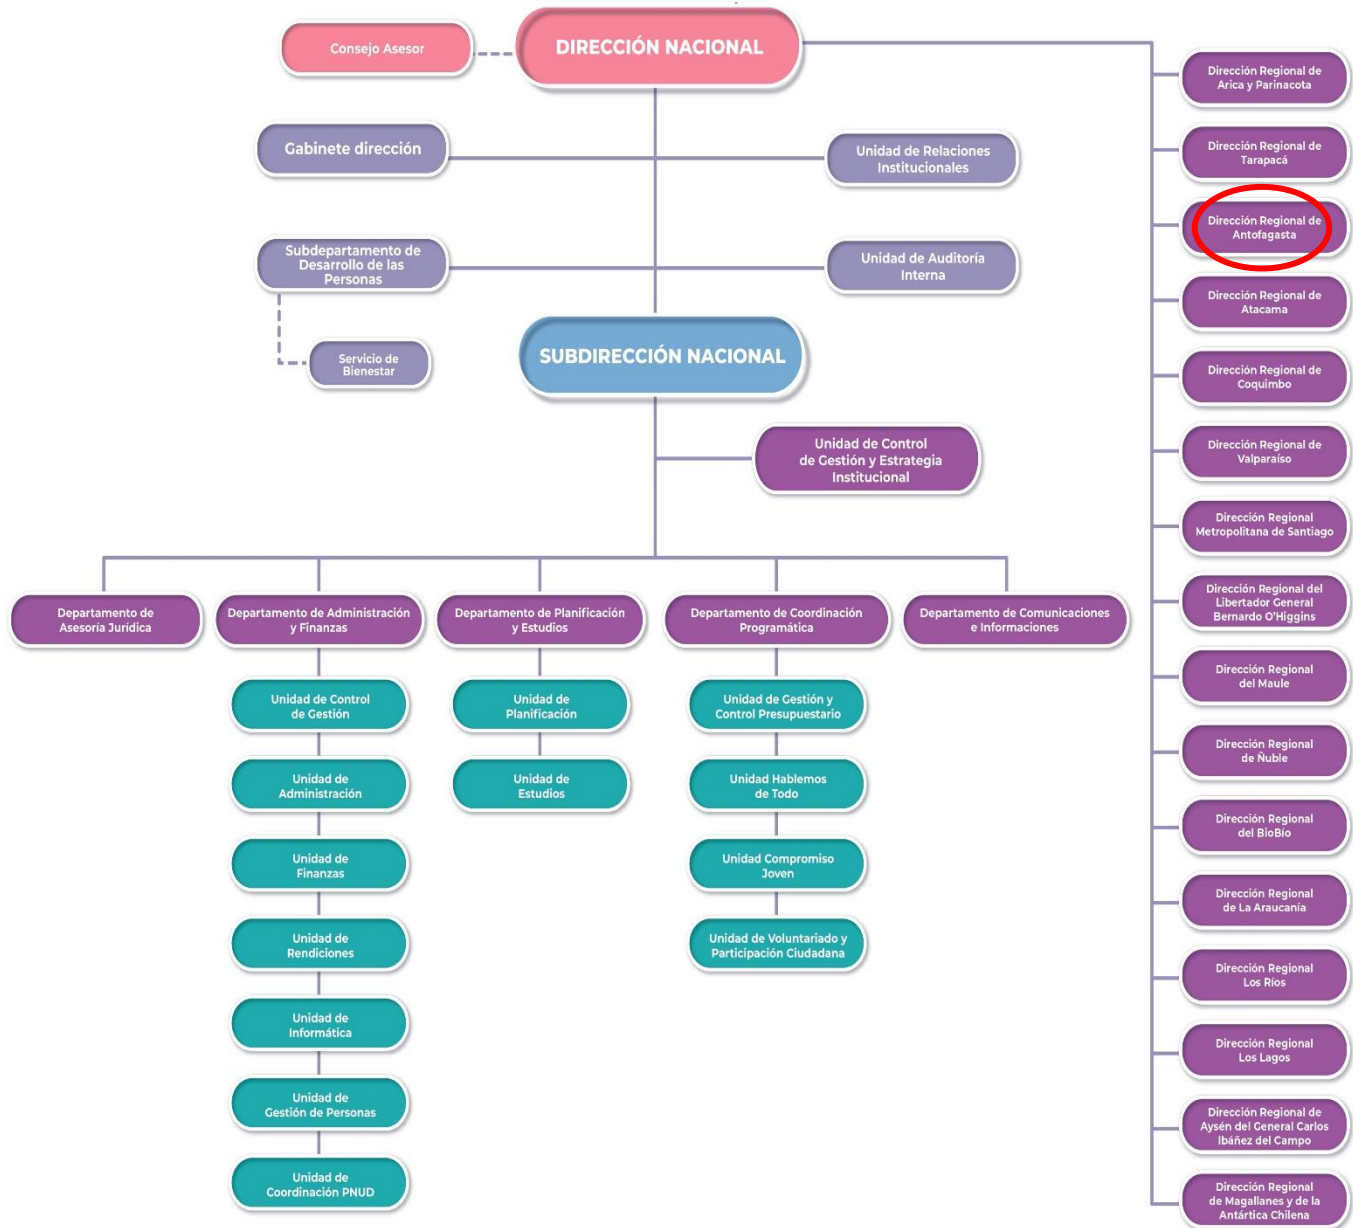 Consejo Asesor
DIRECCIÓN NACIONAL
Gabinete dirección
Unidad de Relaciones
Institucionales
Subdepartamento de
Desarrollo de las
Personas
Unidad de Auditoría
Interna
Servicio de
Bienestar
SUBDIRECCIÓN NACIONAL
Unidad de Control
de Gestión y Estrategia
Institucional
Departamento de
Asesoría Jurídica
Departamento de Administración
y Finanzas
Departamento de Planificación
y Estudios
Departamento de Coordinación
Programática
Departamento de Comunicaciones
e Informaciones
Unidad de Control
de Gestión
Unidad de
Administración
Unidad de
Finanzas
Unidad de
Rendiciones
Unidad de
Informática
Unidad de
Gestión de Personas
Unidad de
Coordinación PNUD
Unidad de
Planificación
Unidad de
Estudios
Unidad de Gestión y
Control Presupuestario
Unidad Hablemos
de Todo
Unidad Compromiso
Joven
Unidad de Voluntariado y
Participación Ciudadana
Dirección Regional de
Arica y Parinacota
Dirección Regional de
Tarapacá
Dirección Regional de
Antofagasta
Dirección Regional de
Atacama
Dirección Regional de
Coquimbo
Dirección Regional de
Valparaíso
Dirección Regional
Metropolitana de Santiago
Dirección Regional del
Libertador General
Bernardo O'Higgins
Dirección Regional
del Maule
Dirección Regional
de Ñuble
Dirección Regional
del BioBío
Dirección Regional
de La Araucanía
Dirección Regional
Los Ríos
Dirección Regional
Los Lagos
Dirección Regional de
Aysén del General Carlos
Ibáñez del Campo
Dirección Regional
de Magallanes y de la
Antártica Chilena